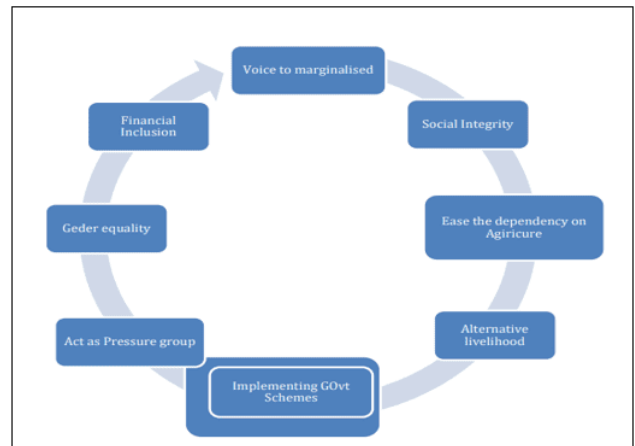 Voice to marginalised
Social Integrity
Ease the dependency on
Agiricure
Alternative
livelihood
Implementing GOvt
Schemes
Act as Pressure group
Geder equality
Financial
Inclusion